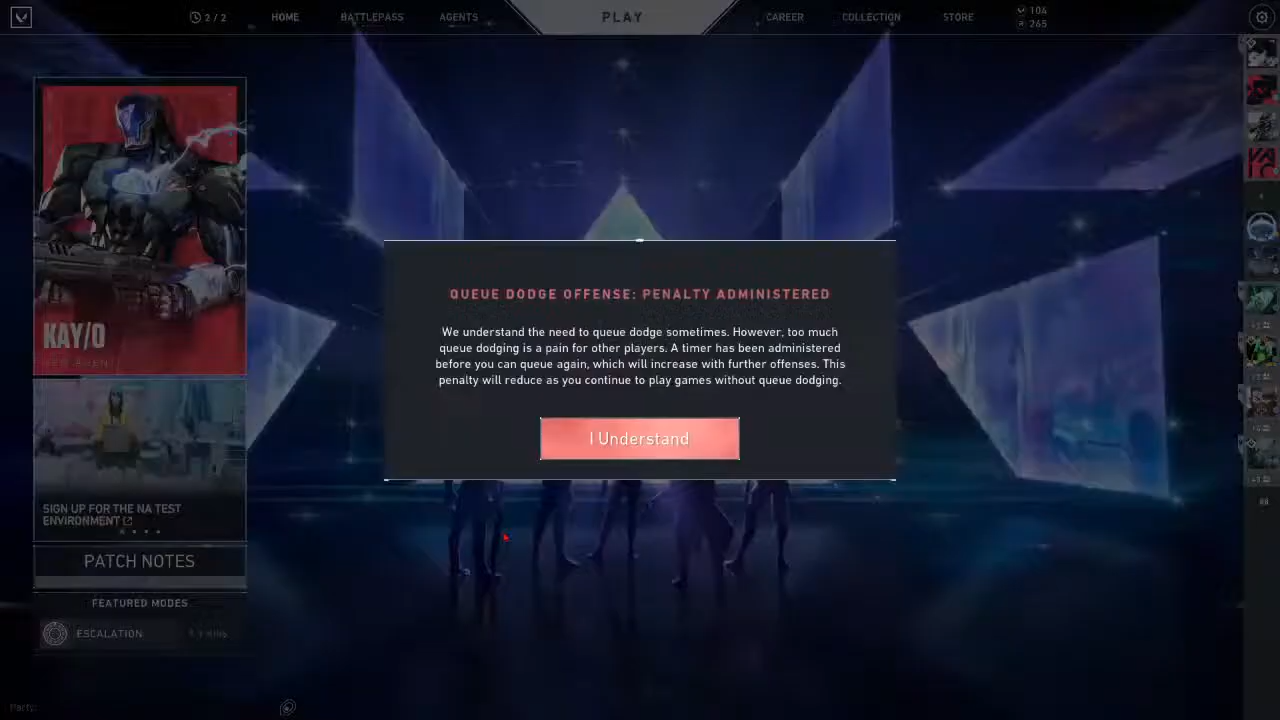 2 / 2
HOME
BATTLEPASS
AGENTS
PLAY
CAREER
COLLECTION
STORE
104
265
KAY/O
SIGN UP FOR THE NA TEST
ENVIRONMENT
PATCH NOTES
FEATURED MODES
ESCALATION
QUEUE DODGE OFFENSE: PENALTY ADMINISTERED
We understand the need to queue dodge sometimes. However, too much
queue dodging is a pain for other players. A timer has been administered
before you can queue again, which will increase with further offenses. This
penalty will reduce as you continue to play games without queue dodging.
I Understand
Party: